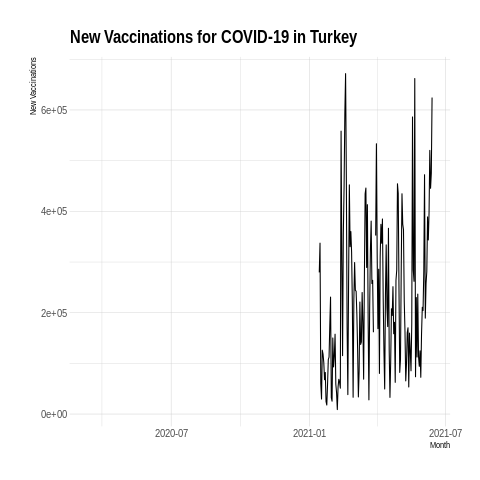 New Vaccinations for COVID-19 in Turkey
New Vaccinations
6e+05
4e+05
2e+05
0e+00
2020-07
2021-01
2021-07
Month